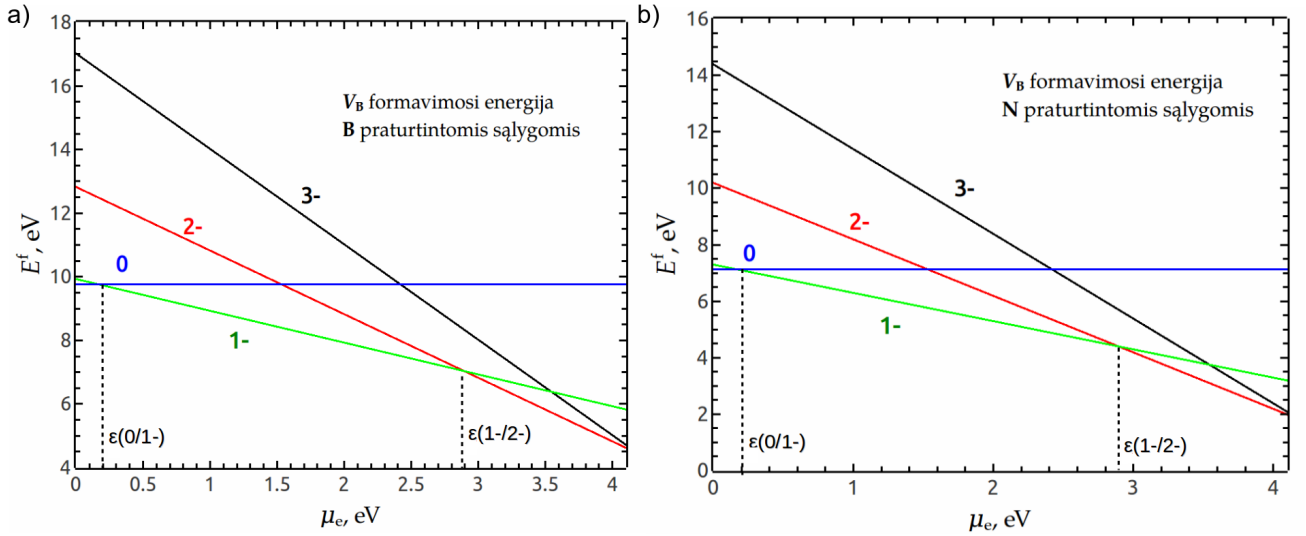 a)
18
16
14
12
10
8
6
4
E^f, eV
V_B formavimosi energija
B praturtintomis sąlygomis
3-
2-
0
1-
ε(0/1-)
ε(1-/2-)
0 0.5 1 1.5 2 2.5 3 3.5 4
μ_e, eV
b)
16
14
12
10
8
6
4
2
0
E^f, eV
V_B formavimosi energija
N praturtintomis sąlygomis
3-
2-
0
1-
ε(0/1-)
ε(1-/2-)
0 1 2 3 4
μ_e, eV